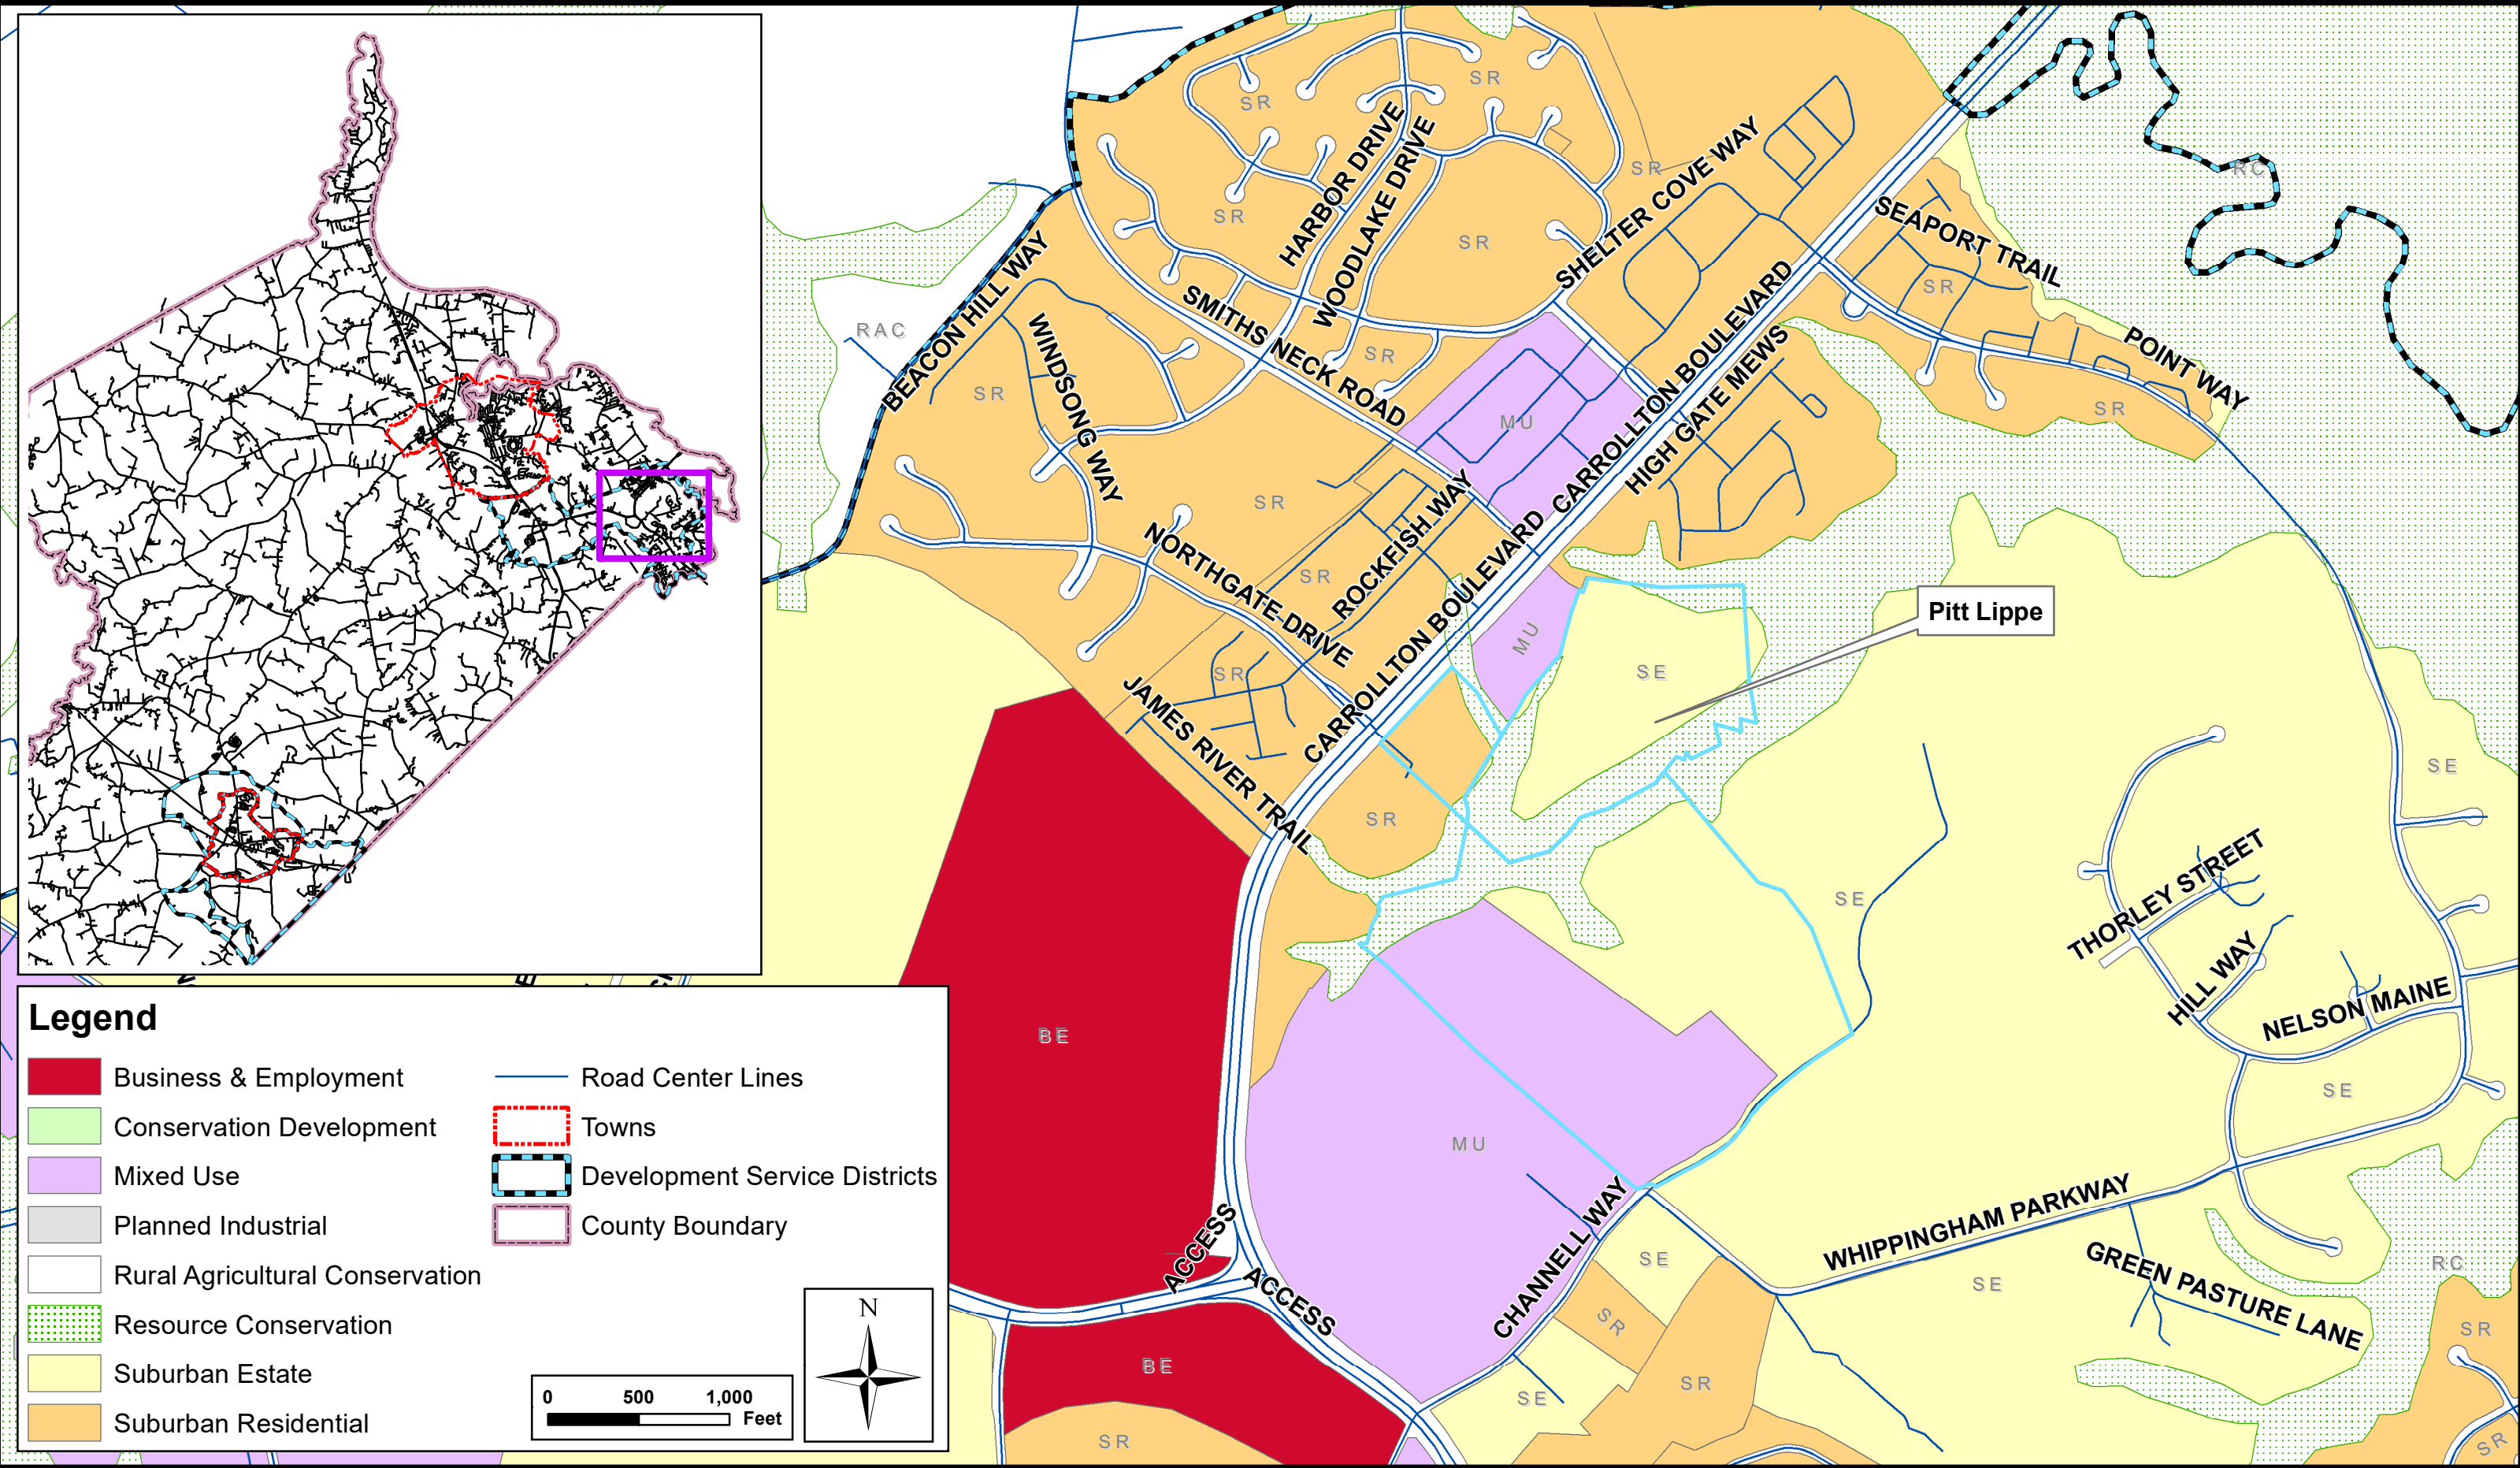 SR
SR
SR
RC
HARBOR DRIVE
WOODLAKE DRIVE
SHELTER COVE WAY
SR
SR
SEAPORT TRAIL
SR
BEACON HILL WAY
RAC
SMITHS NECK ROAD
CARROLLTON BOULEVARD
HIGH GATE MEWS
POINT WAY
SR
SR
WINDSONG WAY
SR
MU
SR
NORTHGATE DRIVE
ROCKFISH WAY
SR
CARROLLTON BOULEVARD
MU
Pitt Lippe
SE
SR
JAMES RIVER TRAIL
SR
SE
SE
THORLEY STREET
HILL WAY
NELSON MAINE
BE
SE
MU
ACCESS
ACCESS
CHANNELL WAY
WHIPPINGHAM PARKWAY
GREEN PASTURE LANE
SE
SE
RC
SR
SR
BE
SE
SR
SR
SR
Legend
Business & Employment
Conservation Development
Mixed Use
Planned Industrial
Rural Agricultural Conservation
Resource Conservation
Suburban Estate
Suburban Residential
Road Center Lines
Towns
Development Service Districts
County Boundary
0 500 1,000
Feet
N